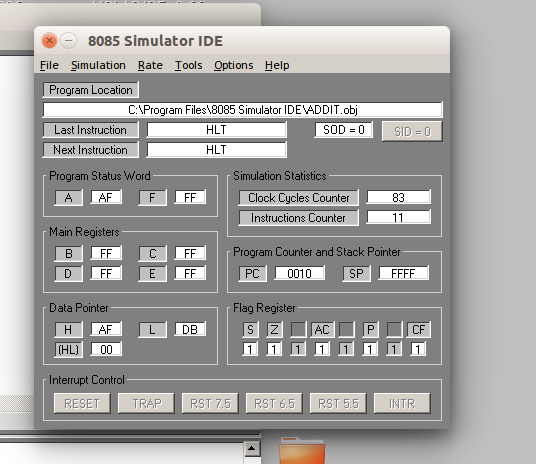 8085 Simulator IDE
File Simulation Rate Tools Options Help
Program Location
C:\Program Files\8085 Simulator IDE\ADDIT.obj
Last Instruction HLT SOD = 0 SID = 0
Next Instruction HLT
Program Status Word
A AF F FF
Simulation Statistics
Clock Cycles Counter 83
Instructions Counter 11
Main Registers
B FF C FF
D FF E FF
Program Counter and Stack Pointer
PC 0010 SP FFFF
Data Pointer
H AF L DB
(HL) 00
Flag Register
S Z AC P CF
1 1 1 1 1 1 1 1
Interrupt Control
RESET TRAP RST 7.5 RST 6.5 RST 5.5 INTR